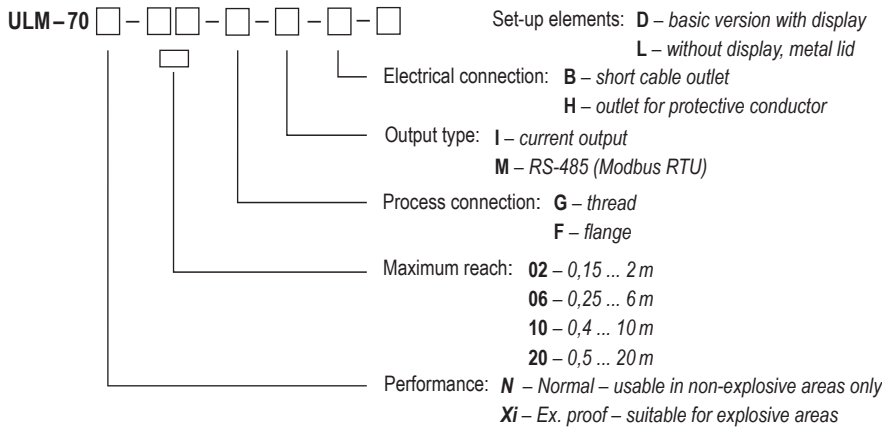 ULM – 70 □ – □□ – □ – □ – □ – □
Set-up elements: D – basic version with display
L – without display, metal lid
Electrical connection: B – short cable outlet
H – outlet for protective conductor
Output type: I – current output
M – RS-485 (Modbus RTU)
Process connection: G – thread
F – flange
Maximum reach: 02 – 0,15 ... 2 m
06 – 0,25 ... 6 m
10 – 0,4 ... 10 m
20 – 0,5 ... 20 m
Performance: N – Normal – usable in non-explosive areas only
Xi – Ex. proof – suitable for explosive areas